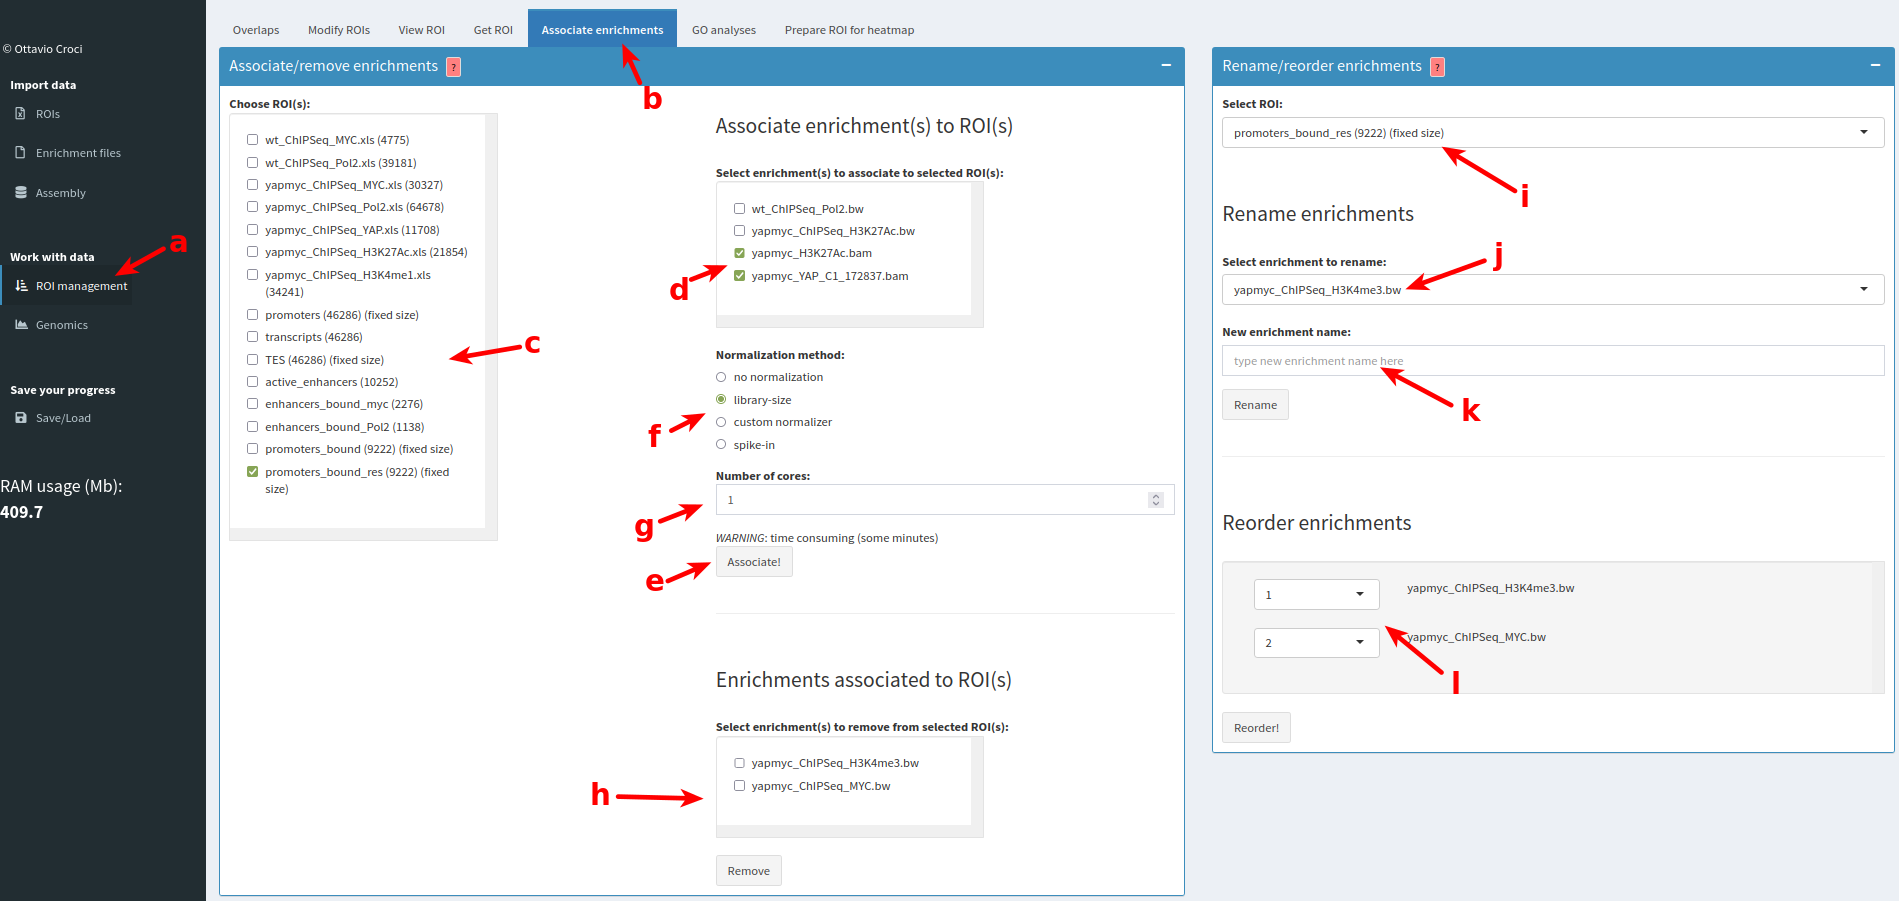 © Ottavio Croci
Import data
ROIs
Enrichment files
Assembly
Work with data
a
ROI management
Genomics
Save your progress
Save/Load
RAM usage (Mb):
409.7
Overlaps
Modify ROIs
View ROI
Get ROI
Associate enrichments
GO analyses
Prepare ROI for heatmap
b
Associate/remove enrichments ?
Choose ROI(s):
wt_ChIPSeq_MYC.xls (4775)
wt_ChIPSeq_Pol2.xls (39181)
yapmyc_ChIPSeq_MYC.xls (30327)
yapmyc_ChIPSeq_Pol2.xls (64678)
yapmyc_ChIPSeq_YAP.xls (11708)
yapmyc_ChIPSeq_H3K27Ac.xls (21854)
yapmyc_ChIPSeq_H3K4me1.xls
(34241)
promoters (46286) (fixed size)
transcripts (46286)
TES (46286) (fixed size)
active_enhancers (10252)
enhancers_bound_myc (2276)
enhancers_bound_Pol2 (1138)
promoters_bound (9222) (fixed size)
promoters_bound_res (9222) (fixed
size)
c
Associate enrichment(s) to ROI(s)
Select enrichment(s) to associate to selected ROI(s):
wt_ChIPSeq_Pol2.bw
yapmyc_ChIPSeq_H3K27Ac.bw
yapmyc_H3K27Ac.bam
yapmyc_YAP_C1_172837.bam
d
Normalization method:
no normalization
library-size
custom normalizer
spike-in
f
Number of cores:
1
g
WARNING: time consuming (some minutes)
Associate!
e
Enrichments associated to ROI(s)
Select enrichment(s) to remove from selected ROI(s):
yapmyc_ChIPSeq_H3K4me3.bw
yapmyc_ChIPSeq_MYC.bw
h
Remove
Rename/reorder enrichments ?
Select ROI:
promoters_bound_res (9222) (fixed size)
i
Rename enrichments
Select enrichment to rename:
yapmyc_ChIPSeq_H3K4me3.bw
j
New enrichment name:
type new enrichment name here
k
Rename
Reorder enrichments
1 yapmyc_ChIPSeq_H3K4me3.bw
2 yapmyc_ChIPSeq_MYC.bw
l
Reorder!